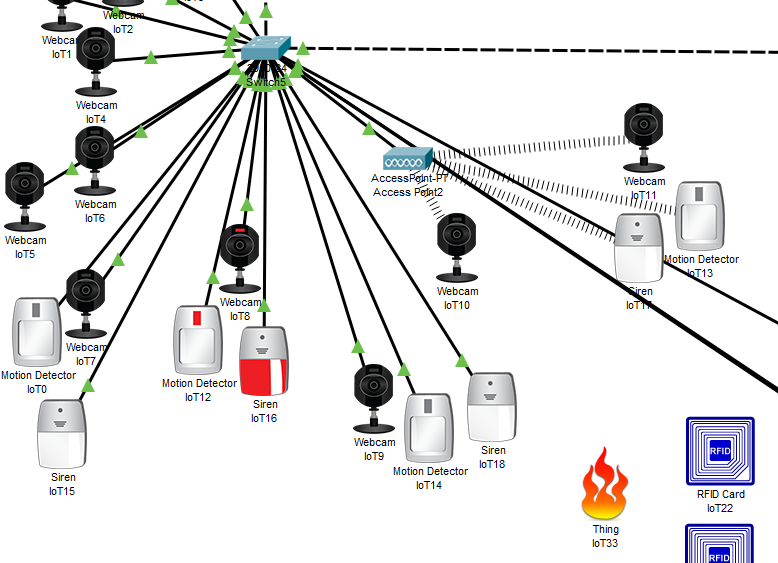 Webcam
IoT2
Webcam
IoT1
Switch5
Webcam
IoT4
AccessPoint-PT
Access Point2
Webcam
IoT11
Webcam
IoT6
Webcam
IoT5
Motion Detector
IoT13
Webcam
IoT10
Siren
Webcam
IoT8
Webcam
IoT7
Motion Detector
IoT0
Motion Detector
IoT12
Siren
IoT16
Webcam
IoT9
Siren
IoT18
Motion Detector
IoT14
Siren
IoT15
RFID
RFID Card
IoT22
Thing
IoT33
RFID